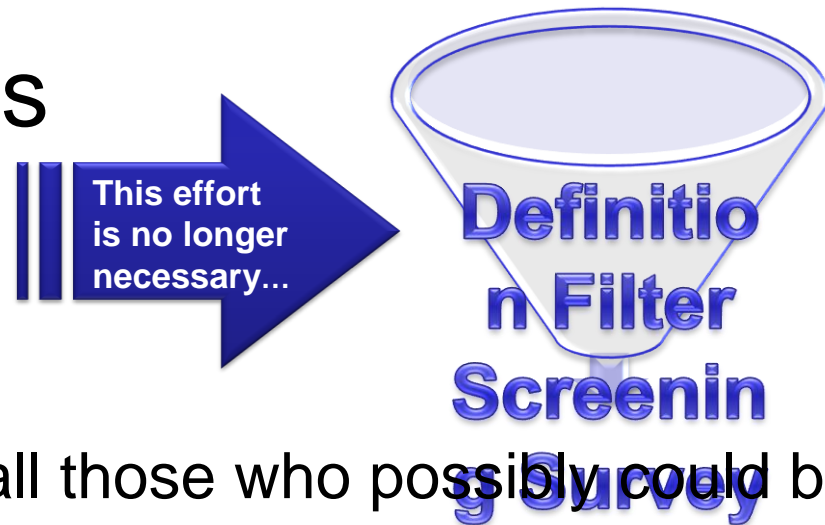 s
This effort
is no longer
necessary...
Definitio
n Filter
Screenin
g Survey
all those who possibly could b